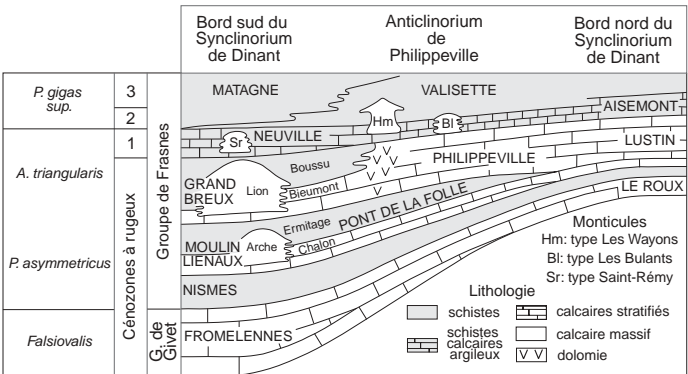 Bord sud du
Synclinorium
de Dinant
Anticlinorium
de
Philippeville
Bord nord du
Synclinorium
de Dinant
P. gigas
sup.
A. triangularis
P. asymmetricus
Falsiovalis
3
2
1
Cénozones à rugeux
Groupe de Frasnes
G. de
Givet
MATAGNE
VALISETTE
AISEMONT
Hm
Bl
Sr
NEUVILLE
LUSTIN
PHILIPPEVILLE
Boussu
GRAND
BREUX
Lion
Bieumont
LE ROUX
PONT DE LA FOLLE
Ermitage
MOULIN
LIENAUX
Arche
Chalon
NISMES
FROMELENNES
Monticules
Hm: type Les Wayons
Bl: type Les Bulants
Sr: type Saint-Rémy
Lithologie
schistes
schistes
calcaires
argileux
calcaires stratifiés
calcaire massif
dolomie